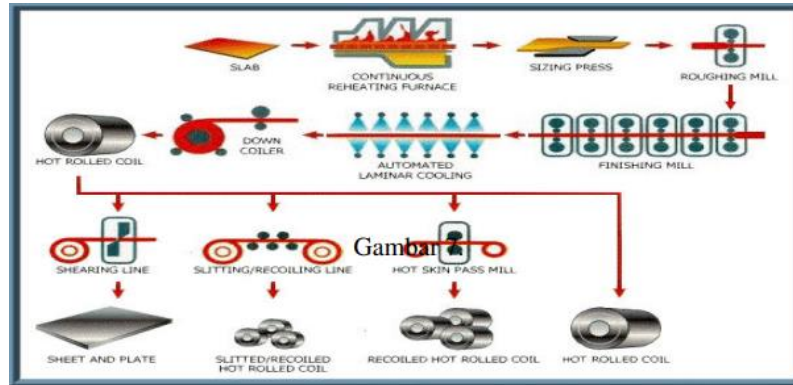 SLAB
CONTINUOUS
REHEATING FURNACE
SIZING PRESS
ROUGHING MILL
HOT ROLLED COIL
DOWN
COILER
AUTOMATED
LAMINAR COOLING
FINISHING MILL
Gambar 7.
SHEARING LINE
SLITTING/RECOILING LINE
HOT SKIN PASS MILL
SHEET AND PLATE
SLITTED/RECOILED
HOT ROLLED COIL
RECOILED HOT ROLLED COIL
HOT ROLLED COIL